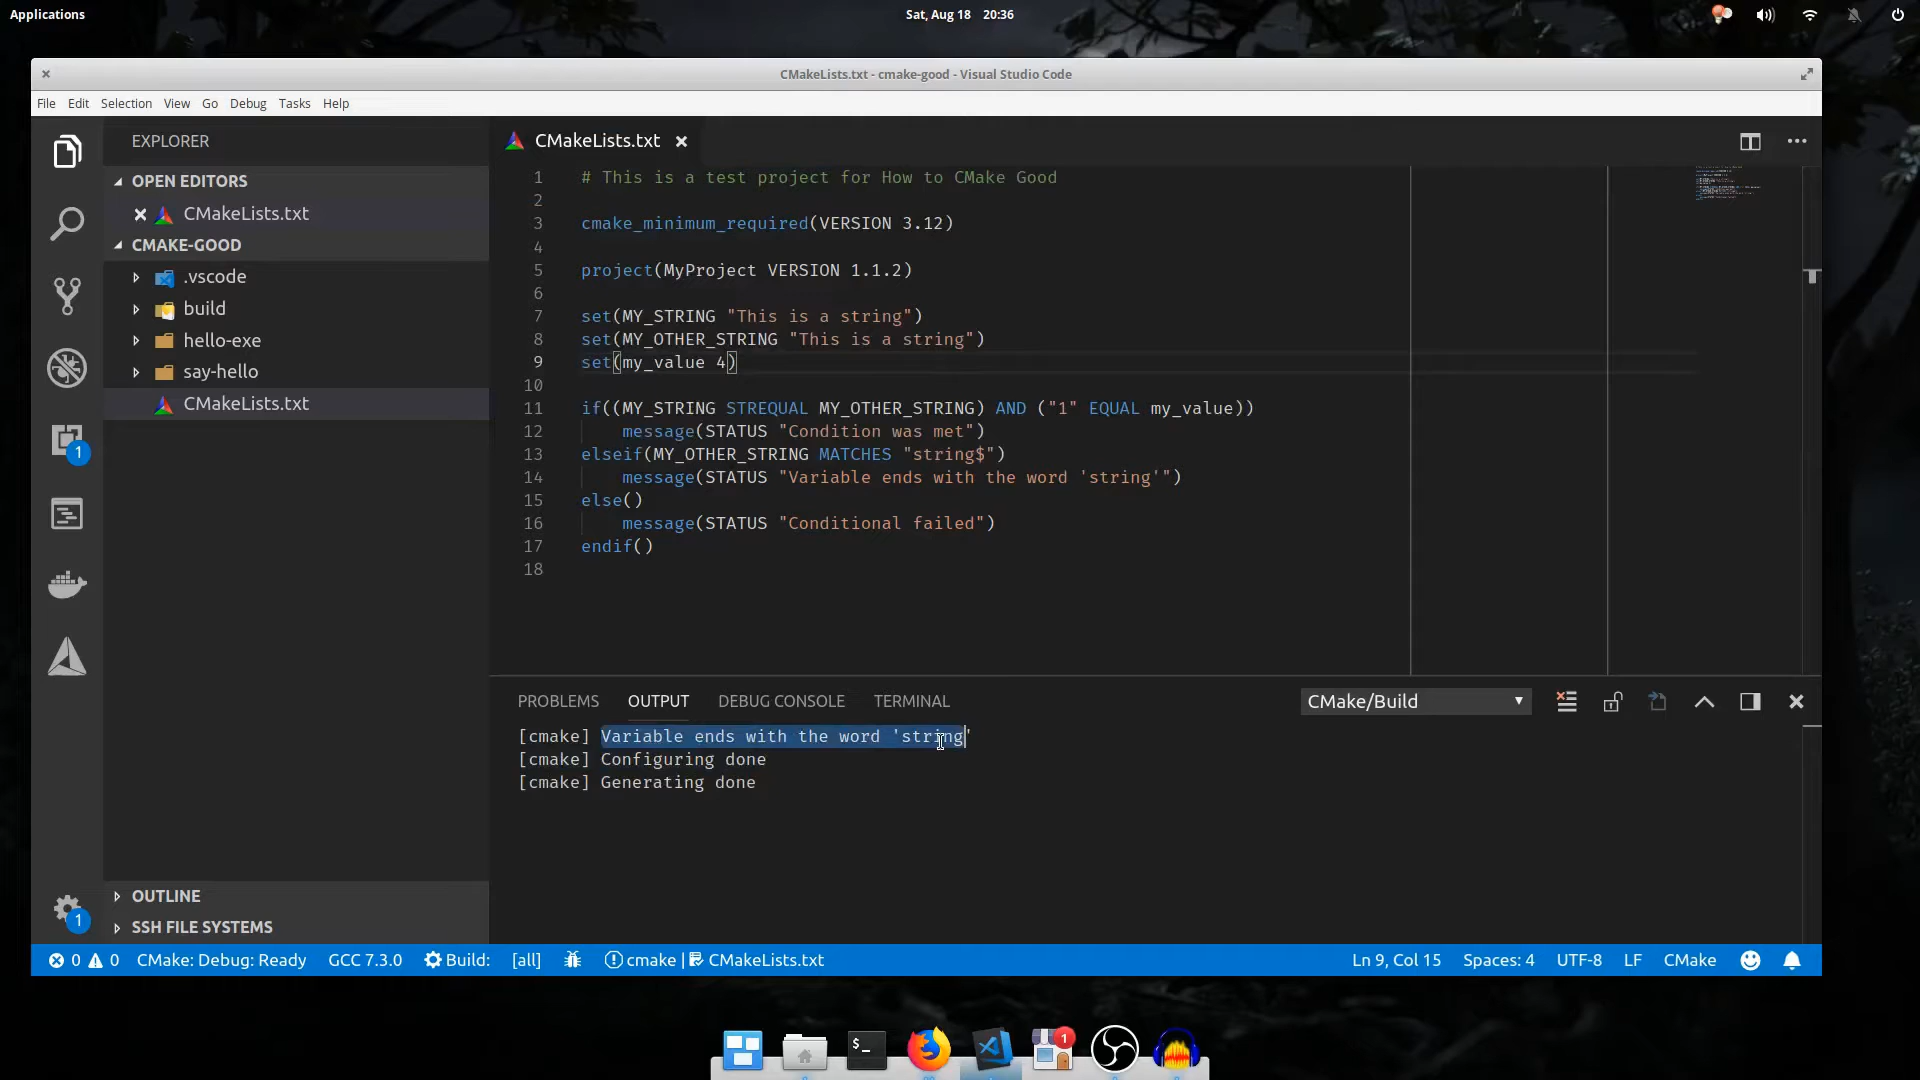 Applications
Sat, Aug 18 20:36
CMakeLists.txt - cmake-good - Visual Studio Code
File Edit Selection View Go Debug Tasks Help
EXPLORER
OPEN EDITORS
CMakeLists.txt
CMAKE-GOOD
.vscode
build
hello-exe
say-hello
CMakeLists.txt
OUTLINE
SSH FILE SYSTEMS
1
1
CMakeLists.txt
1 # This is a test project for How to CMake Good
2
3 cmake_minimum_required(VERSION 3.12)
4
5 project(MyProject VERSION 1.1.2)
6
7 set(MY_STRING "This is a string")
8 set(MY_OTHER_STRING "This is a string")
9 set(my_value 4)
10
11 if((MY_STRING STREQUAL MY_OTHER_STRING) AND ("1" EQUAL my_value))
12 message(STATUS "Condition was met")
13 elseif(MY_OTHER_STRING MATCHES "string$")
14 message(STATUS "Variable ends with the word 'string'")
15 else()
16 message(STATUS "Conditional failed")
17 endif()
18
PROBLEMS OUTPUT DEBUG CONSOLE TERMINAL CMake/Build
[cmake] Variable ends with the word 'string'
[cmake] Configuring done
[cmake] Generating done
0 0 CMake: Debug: Ready GCC 7.3.0 Build: [all] cmake | CMakeLists.txt Ln 9, Col 15 Spaces: 4 UTF-8 LF CMake
$_
1